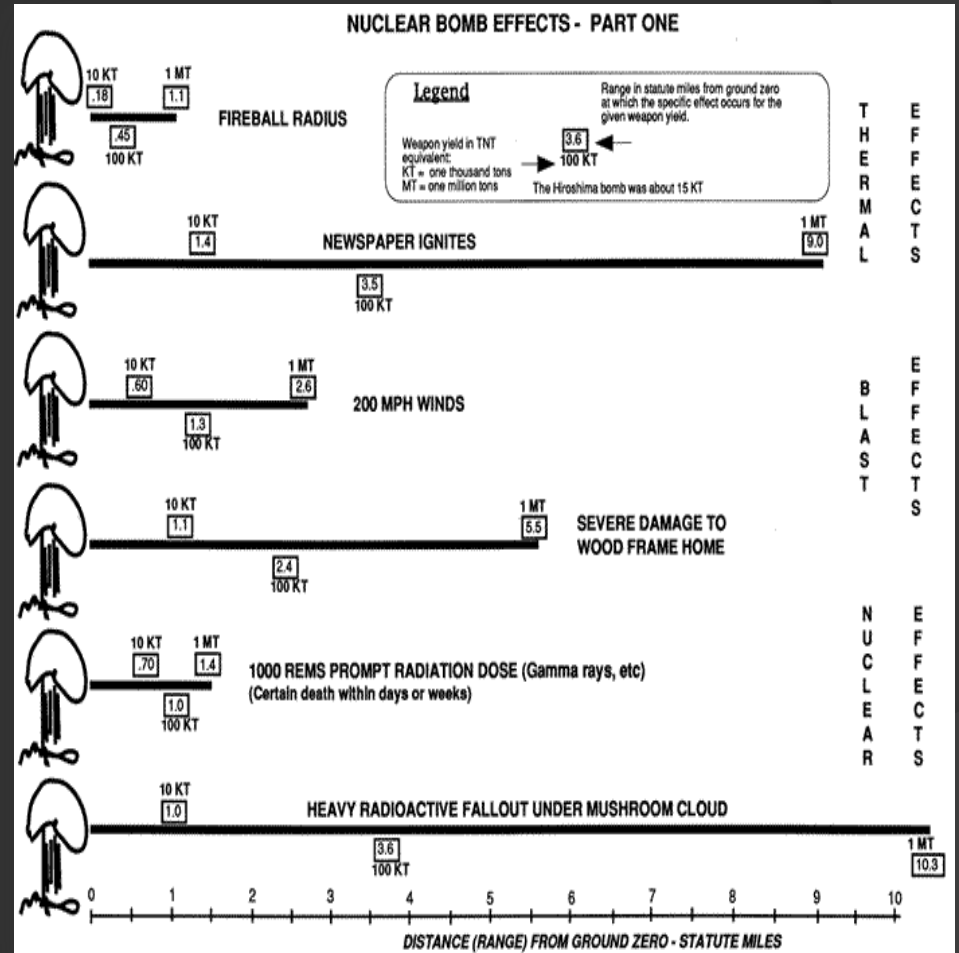 NUCLEAR BOMB EFFECTS - PART ONE
10 KT 1 MT
.18 1.1
FIREBALL RADIUS
.45
100 KT
Legend
Range in statute miles from ground zero
at which the specific effect occurs for the
given weapon yield.
Weapon yield in TNT
equivalent:
KT = one thousand tons
MT = one million tons
3.6
100 KT
The Hiroshima bomb was about 15 KT
THERMAL EFFECTS
10 KT 1 MT
1.4 9.0
NEWSPAPER IGNITES
3.5
100 KT
BLAST EFFECTS
10 KT 1 MT
.60 2.6
200 MPH WINDS
1.3
100 KT
10 KT 1 MT
1.1 5.5
SEVERE DAMAGE TO
WOOD FRAME HOME
2.4
100 KT
NUCLEAR EFFECTS
10 KT 1 MT
.70 1.4
1000 REMS PROMPT RADIATION DOSE (Gamma rays, etc)
(Certain death within days or weeks)
1.0
100 KT
10 KT
1.0
HEAVY RADIOACTIVE FALLOUT UNDER MUSHROOM CLOUD
3.6
100 KT
1 MT
10.3
0 1 2 3 4 5 6 7 8 9 10
DISTANCE (RANGE) FROM GROUND ZERO - STATUTE MILES